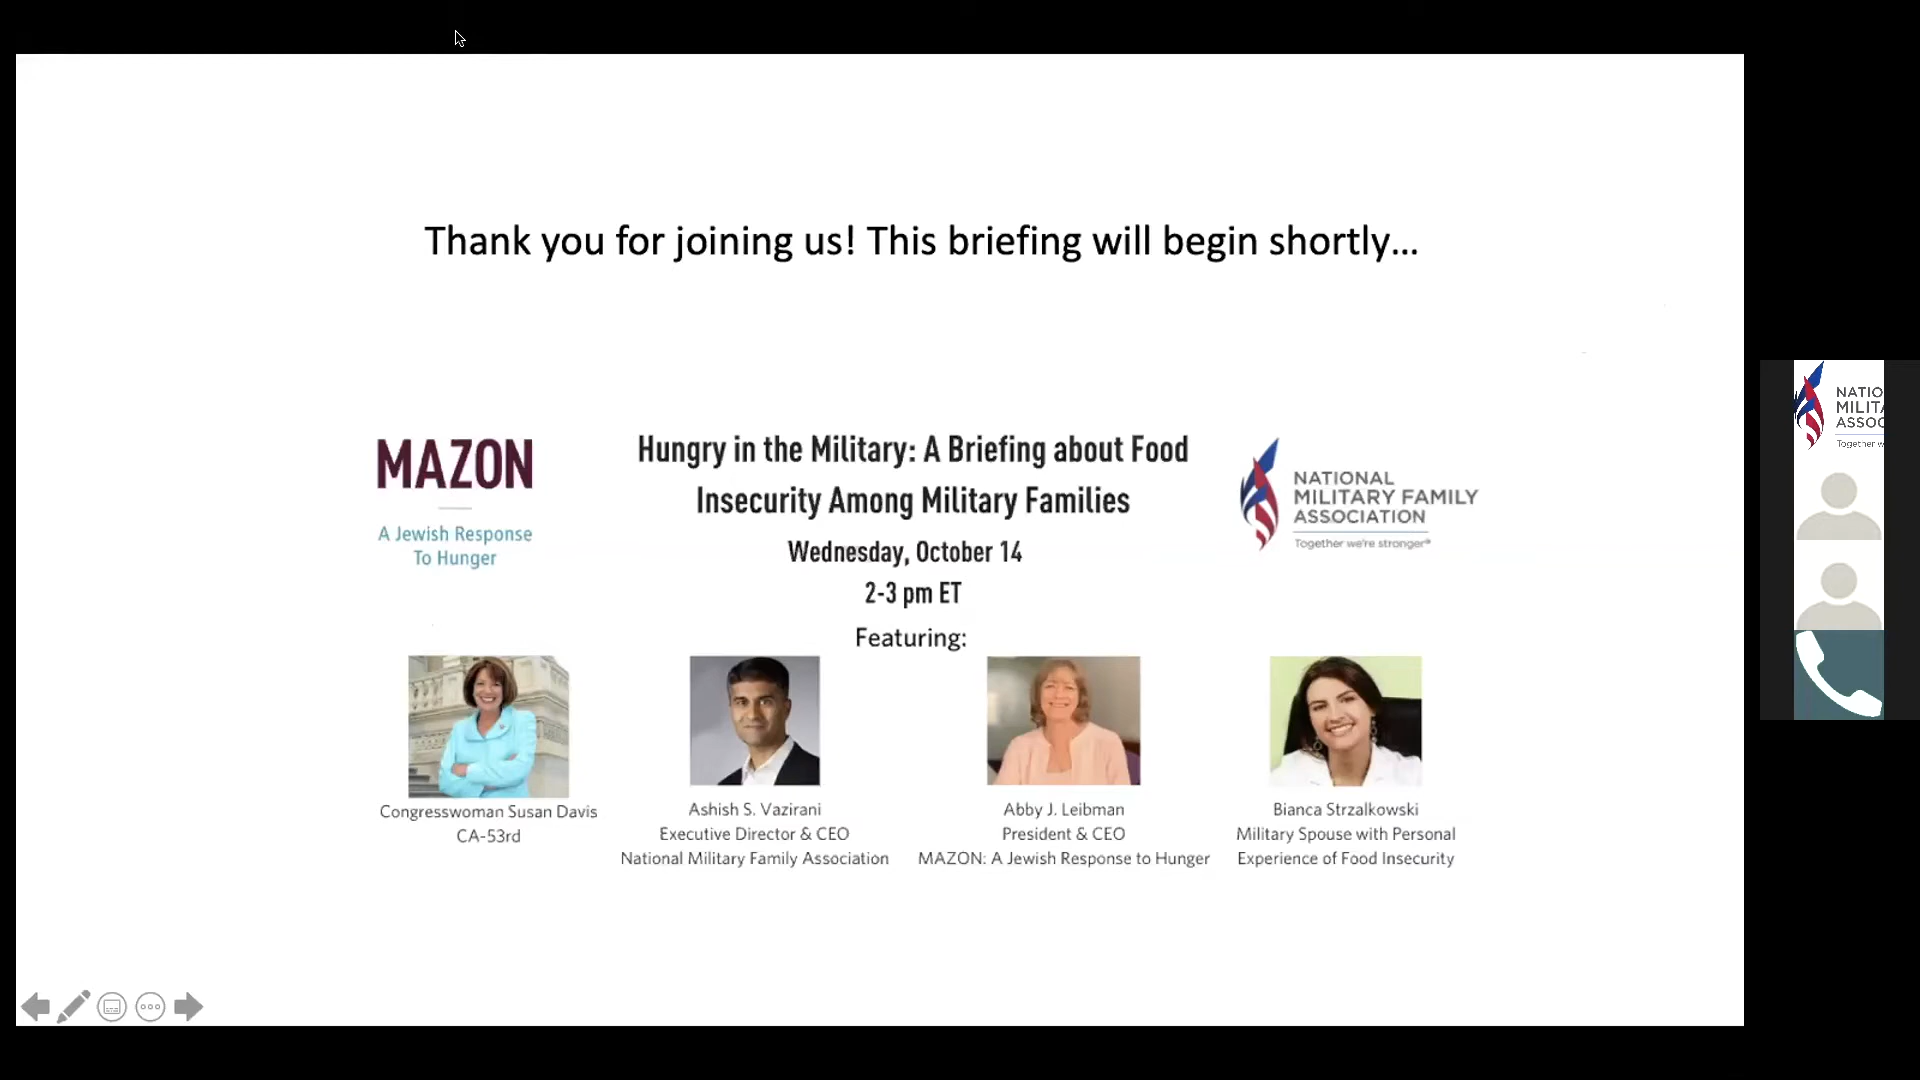 Thank you for joining us! This briefing will begin shortly...
MAZON
A Jewish Response
To Hunger
Hungry in the Military: A Briefing about Food
Insecurity Among Military Families
Wednesday, October 14
2-3 pm ET
Featuring:
NATIONAL
MILITARY FAMILY
ASSOCIATION
Together we're stronger®
Congresswoman Susan Davis
CA-53rd
Ashish S. Vazirani
Executive Director & CEO
National Military Family Association
Abby J. Leibman
President & CEO
MAZON: A Jewish Response to Hunger
Bianca Strzalkowski
Military Spouse with Personal
Experience of Food Insecurity
NATIO
MILITA
ASSOC
Together w